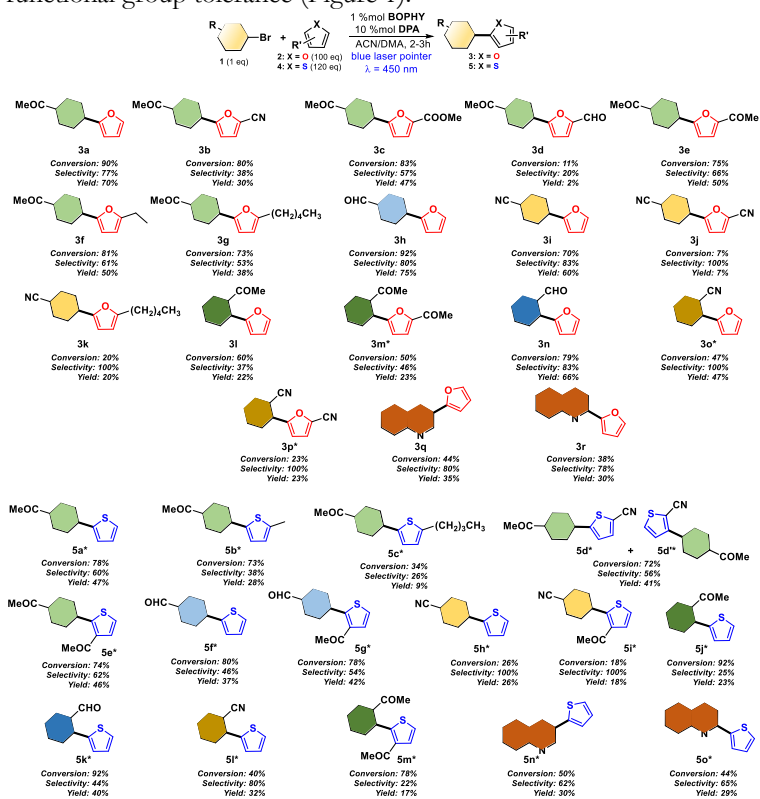 functional group tolerance (Figure 1).
R
Br
1 (1 eq)
+
X
R'
2: X = O (100 eq)
4: X = S (120 eq)
1 %mol BOPHY
10 %mol DPA
ACN/DMA, 2-3h
blue laser pointer
λ = 450 nm
R
X
R'
3: X = O
5: X = S
MeOC O MeOC O CN MeOC O COOMe MeOC O CHO MeOC O COMe
3a 3b 3c 3d 3e
Conversion: 90% Conversion: 80% Conversion: 83% Conversion: 11% Conversion: 75%
Selectivity: 77% Selectivity: 38% Selectivity: 57% Selectivity: 20% Selectivity: 66%
Yield: 70% Yield: 30% Yield: 47% Yield: 2% Yield: 50%
MeOC O MeOC O (CH2)4CH3 OHC O NC O NC O CN
3f 3g 3h 3i 3j
Conversion: 81% Conversion: 73% Conversion: 92% Conversion: 70% Conversion: 7%
Selectivity: 61% Selectivity: 53% Selectivity: 80% Selectivity: 83% Selectivity: 100%
Yield: 50% Yield: 38% Yield: 75% Yield: 60% Yield: 7%
NC O (CH2)4CH3 COMe O COMe O COMe CHO O CN O
3k 3l 3m* 3n 3o*
Conversion: 20% Conversion: 60% Conversion: 50% Conversion: 79% Conversion: 47%
Selectivity: 100% Selectivity: 37% Selectivity: 46% Selectivity: 83% Selectivity: 100%
Yield: 20% Yield: 22% Yield: 23% Yield: 66% Yield: 47%
CN O CN O N N O
3p* 3q 3r
Conversion: 23% Conversion: 44% Conversion: 38%
Selectivity: 100% Selectivity: 80% Selectivity: 78%
Yield: 23% Yield: 35% Yield: 30%
MeOC S MeOC S MeOC S (CH2)3CH3 MeOC S CN S CN COMe
5a* 5b* 5c* 5d* + 5d'*
Conversion: 78% Conversion: 73% Conversion: 34% Conversion: 72%
Selectivity: 60% Selectivity: 38% Selectivity: 26% Selectivity: 56%
Yield: 47% Yield: 28% Yield: 9% Yield: 41%
MeOC S MeOC OHC S OHC S MeOC NC S NC S MeOC COMe S
5e* 5f* 5g* 5h* 5i* 5j*
Conversion: 74% Conversion: 80% Conversion: 78% Conversion: 26% Conversion: 18% Conversion: 92%
Selectivity: 62% Selectivity: 46% Selectivity: 54% Selectivity: 100% Selectivity: 100% Selectivity: 25%
Yield: 46% Yield: 37% Yield: 42% Yield: 26% Yield: 18% Yield: 23%
CHO S CN S COMe S MeOC S N N S
5k* 5l* 5m* 5n* 5o*
Conversion: 92% Conversion: 40% Conversion: 78% Conversion: 50% Conversion: 44%
Selectivity: 44% Selectivity: 80% Selectivity: 22% Selectivity: 62% Selectivity: 65%
Yield: 40% Yield: 32% Yield: 17% Yield: 30% Yield: 29%